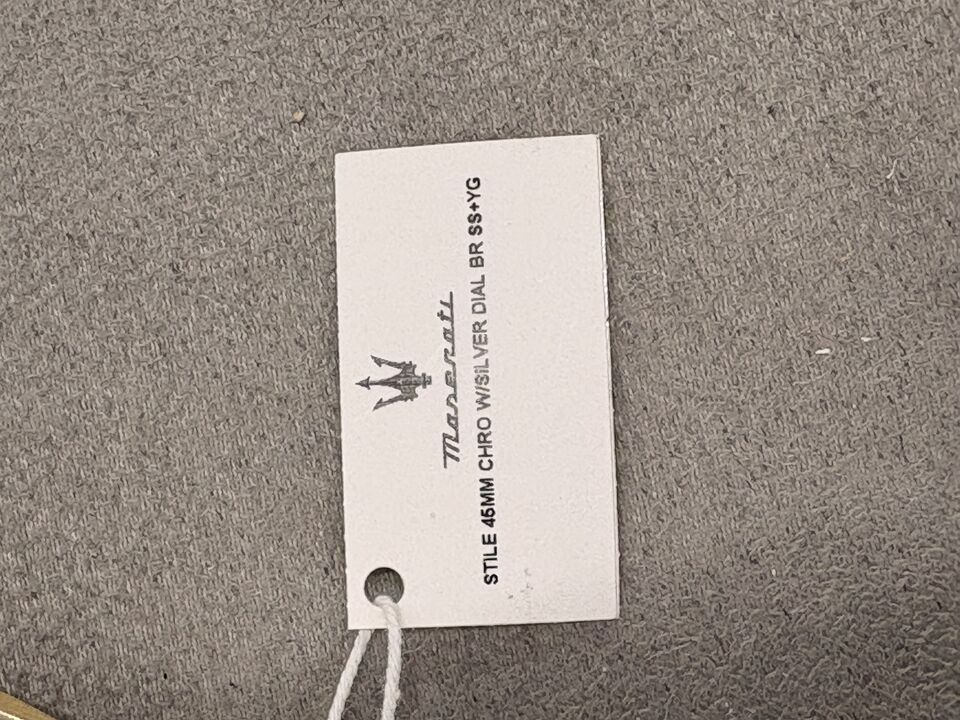 Maserati
STILE 45MM CHRO W/SILVER DIAL BR SS+YG